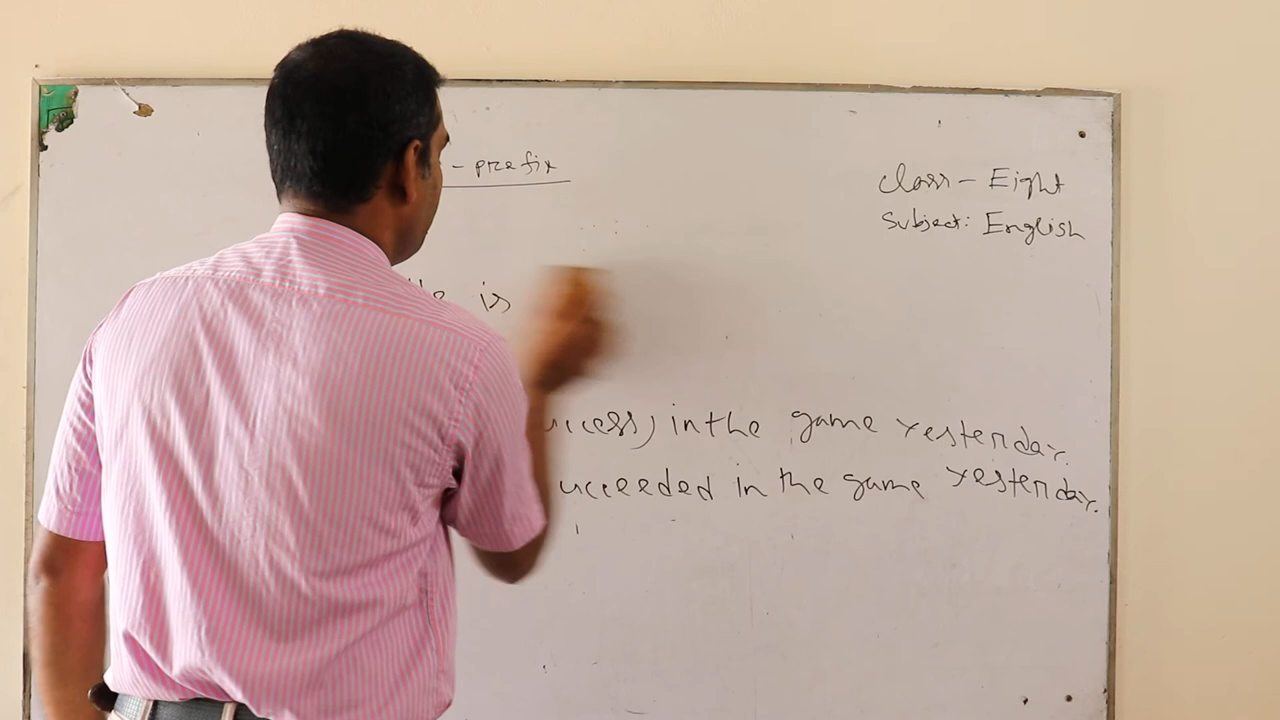 - prefix
Class - Eight
Subject: English
He is
uccess) in the game yesterday.
ucceeded in the game yesterday.